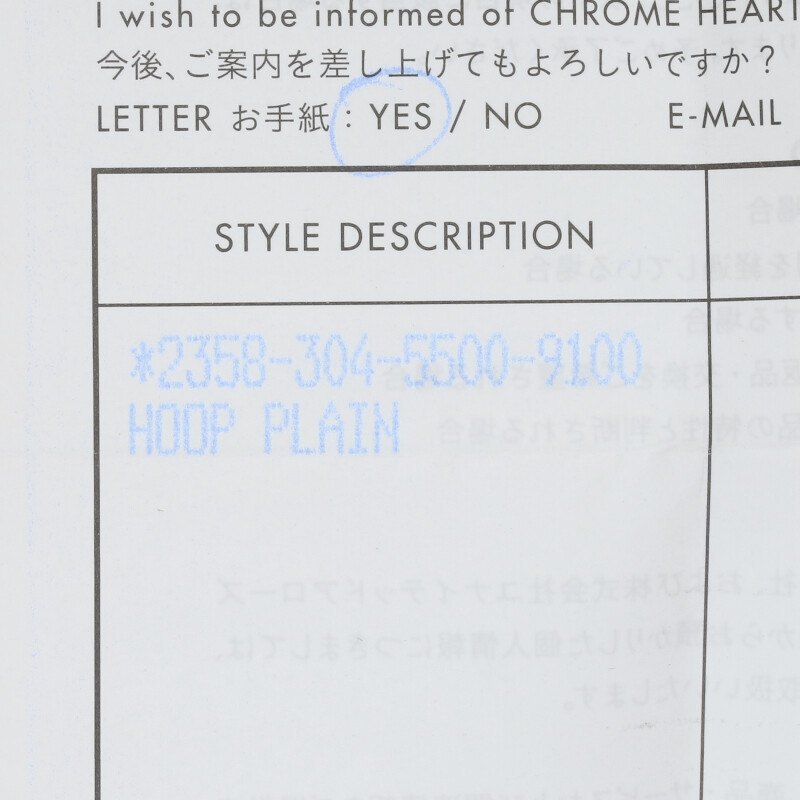 I wish to be informed of CHROME HEART
今後、ご案内を差し上げてもよろしいですか?
LETTER お手紙 : YES / NO E-MAIL
STYLE DESCRIPTION
*2358-304-5500-9100
HOOP PLAIN